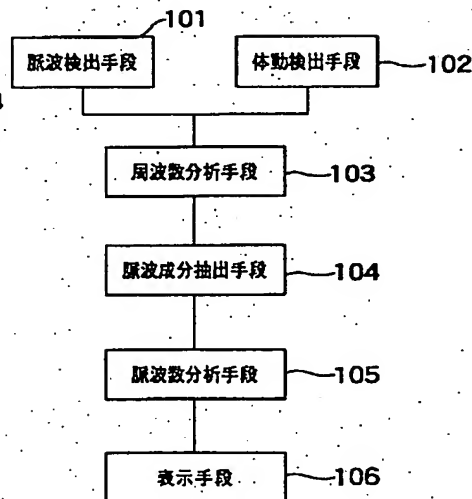 101
脈波検出手段
体動検出手段
102
周波数分析手段
103
脈波成分抽出手段
104
脈波数分析手段
105
表示手段
106